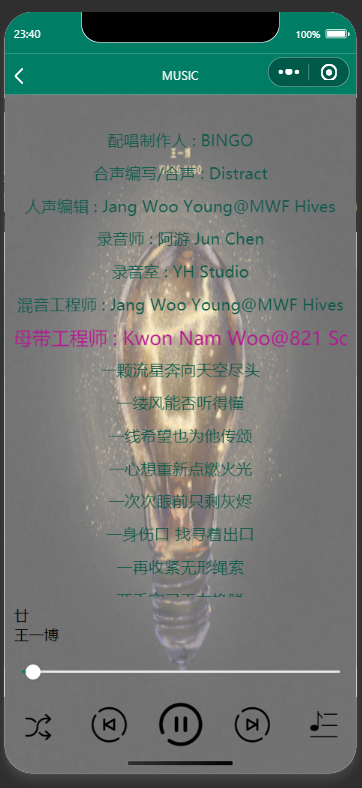 23:40
100%
MUSIC
王一博
配唱制作人 : BINGO
合声编写/合声 : Distract
人声编辑 : Jang Woo Young@MWF Hives
录音师 : 阿游 Jun Chen
录音室 : YH Studio
混音工程师 : Jang Woo Young@MWF Hives
母带工程师 : Kwon Nam Woo@821 Sc
一颗流星奔向天空尽头
一缕风能否听得懂
一线希望也为他传颂
一心想重新点燃火光
一次次眼前只剩灰烬
一身伤口 找寻着出口
一再收紧无形绳索
廿
王一博